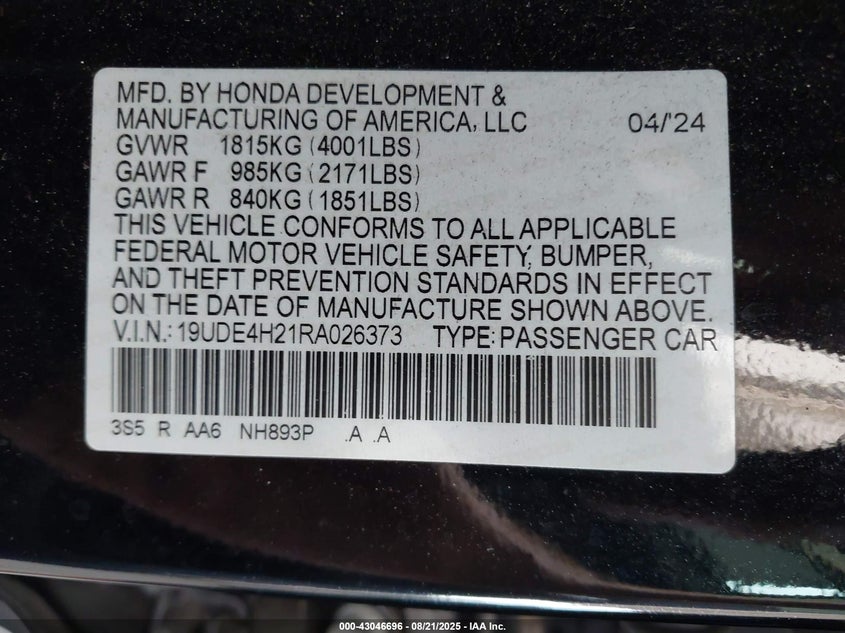 MFD. BY HONDA DEVELOPMENT &
MANUFACTURING OF AMERICA, LLC 04/'24
GVWR 1815KG (4001LBS)
GAWR F 985KG (2171LBS)
GAWR R 840KG (1851LBS)
THIS VEHICLE CONFORMS TO ALL APPLICABLE
FEDERAL MOTOR VEHICLE SAFETY, BUMPER,
AND THEFT PREVENTION STANDARDS IN EFFECT
ON THE DATE OF MANUFACTURE SHOWN ABOVE.
V.I.N.: 19UDE4H21RA026373 TYPE: PASSENGER CAR
3S5 R AA6 NH893P .A .A
000-43046696 - 08/21/2025 - IAA Inc.